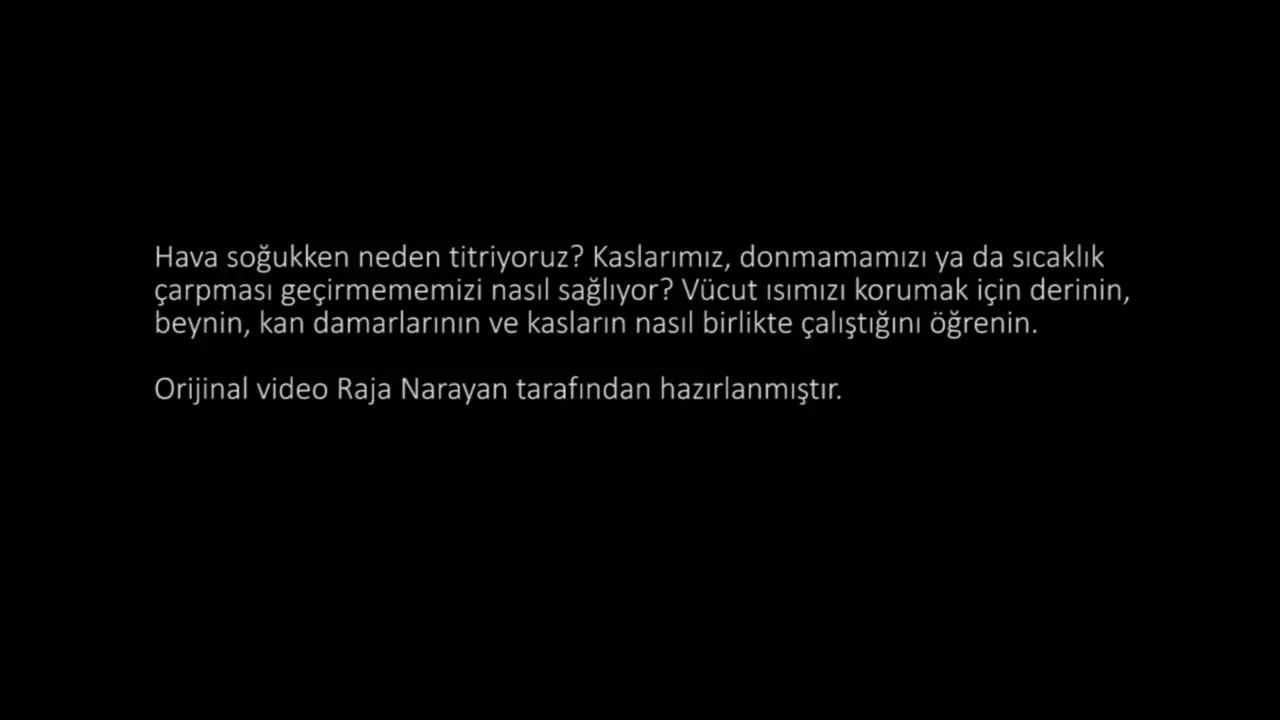 Hava soğukken neden titriyoruz? Kaslarımız, donmamamızı ya da sıcaklık
çarpması geçirmememizi nasıl sağlıyor? Vücut ısımızı korumak için derinin,
beynin, kan damarlarının ve kasların nasıl birlikte çalıştığını öğrenin.
Orijinal video Raja Narayan tarafından hazırlanmıştır.